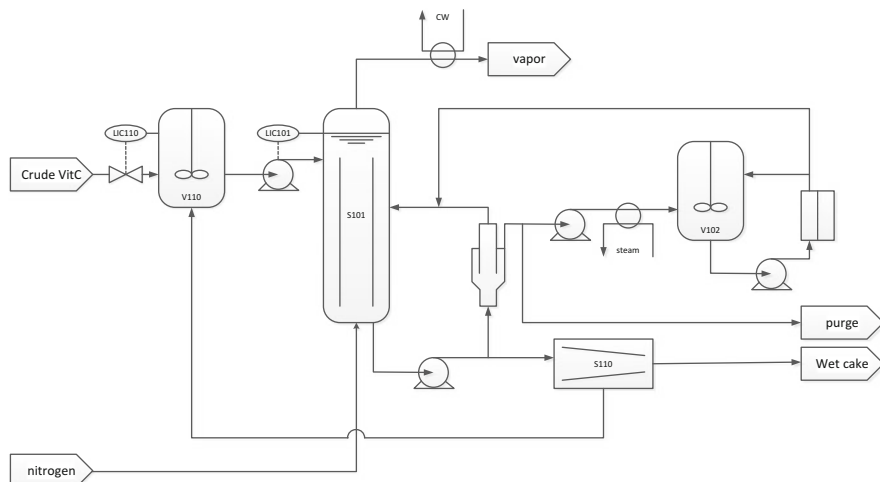 CW
vapor
LIC110
LIC101
Crude VitC
V110
S101
V102
steam
purge
S110
Wet cake
nitrogen